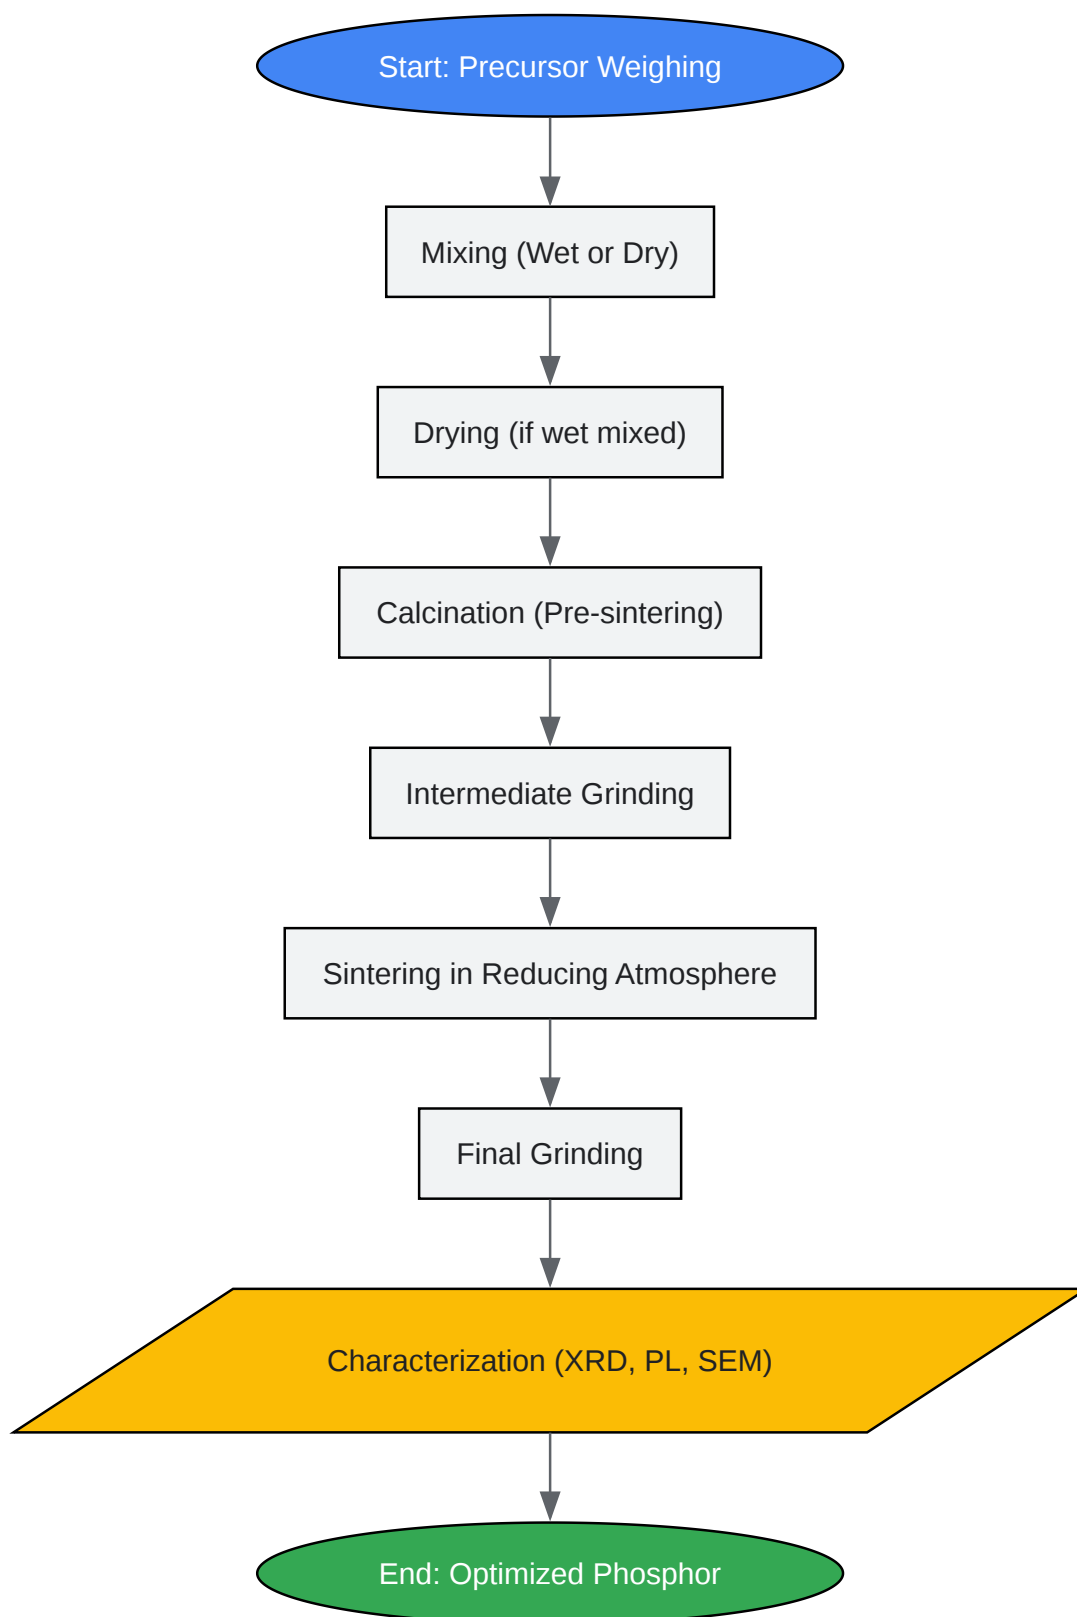 Start: Precursor Weighing
Mixing (Wet or Dry)
Drying (if wet mixed)
Calcination (Pre-sintering)
Intermediate Grinding
Sintering in Reducing Atmosphere
Final Grinding
Characterization (XRD, PL, SEM)
End: Optimized Phosphor